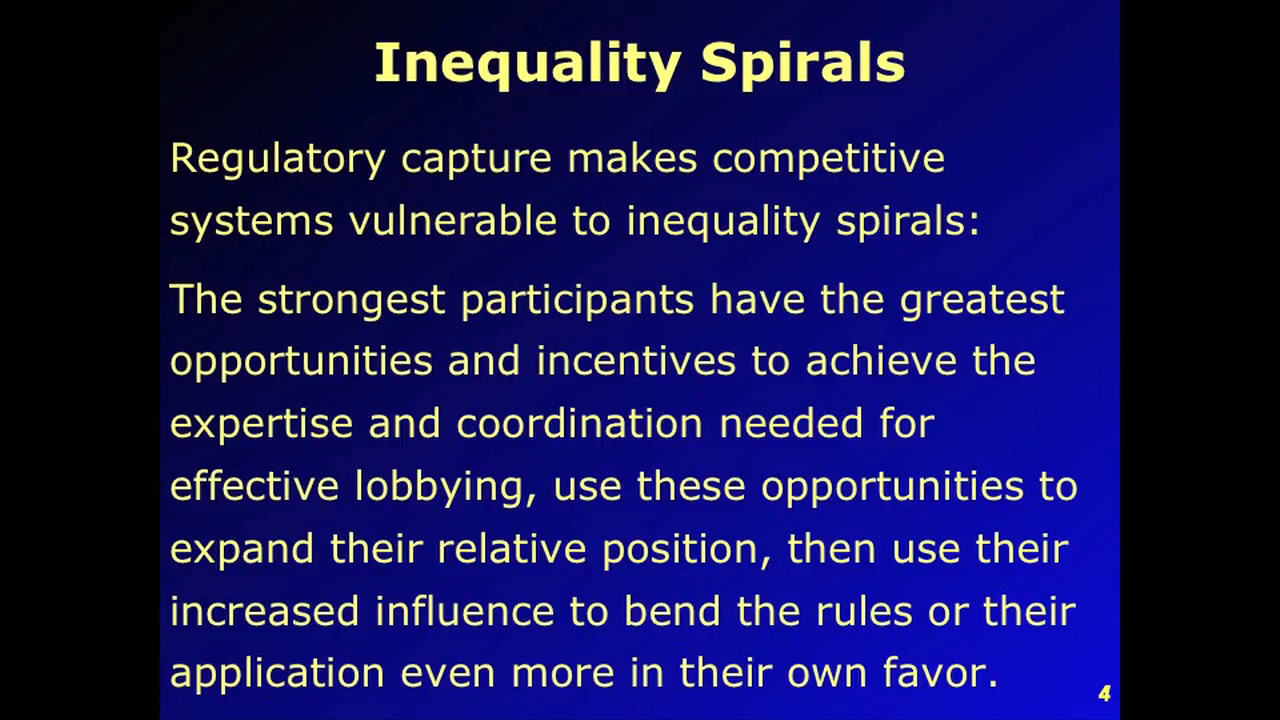 Inequality Spirals
Regulatory capture makes competitive
systems vulnerable to inequality spirals:
The strongest participants have the greatest
opportunities and incentives to achieve the
expertise and coordination needed for
effective lobbying, use these opportunities to
expand their relative position, then use their
increased influence to bend the rules or their
application even more in their own favor.
4